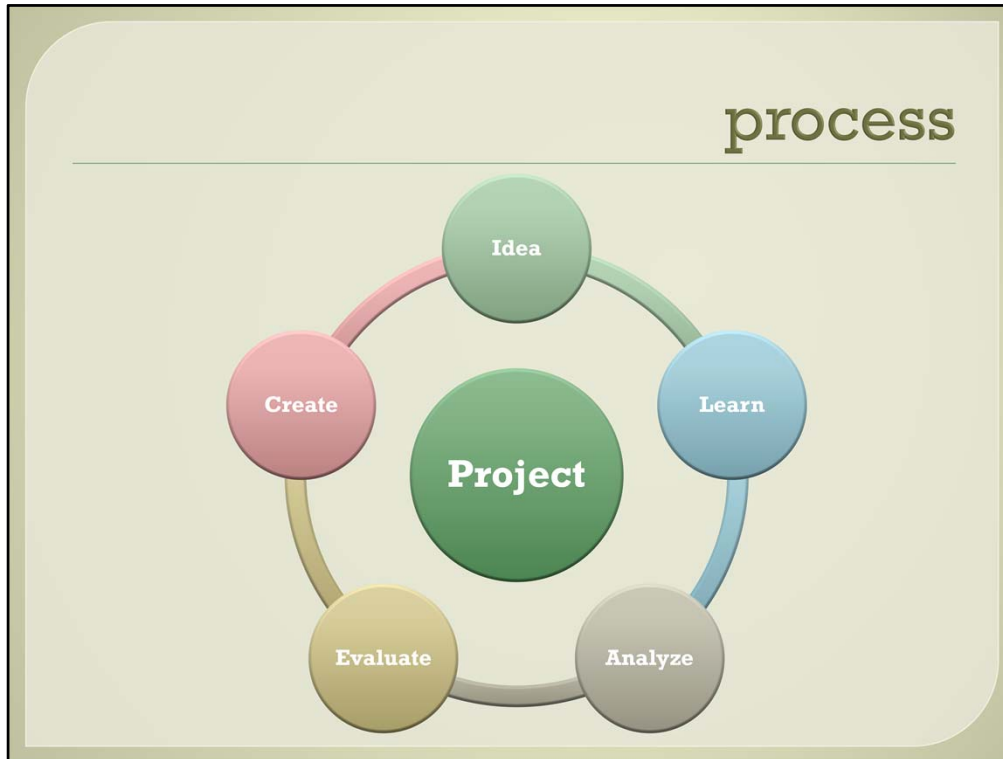 process
Idea
Learn
Analyze
Evaluate
Create
Project